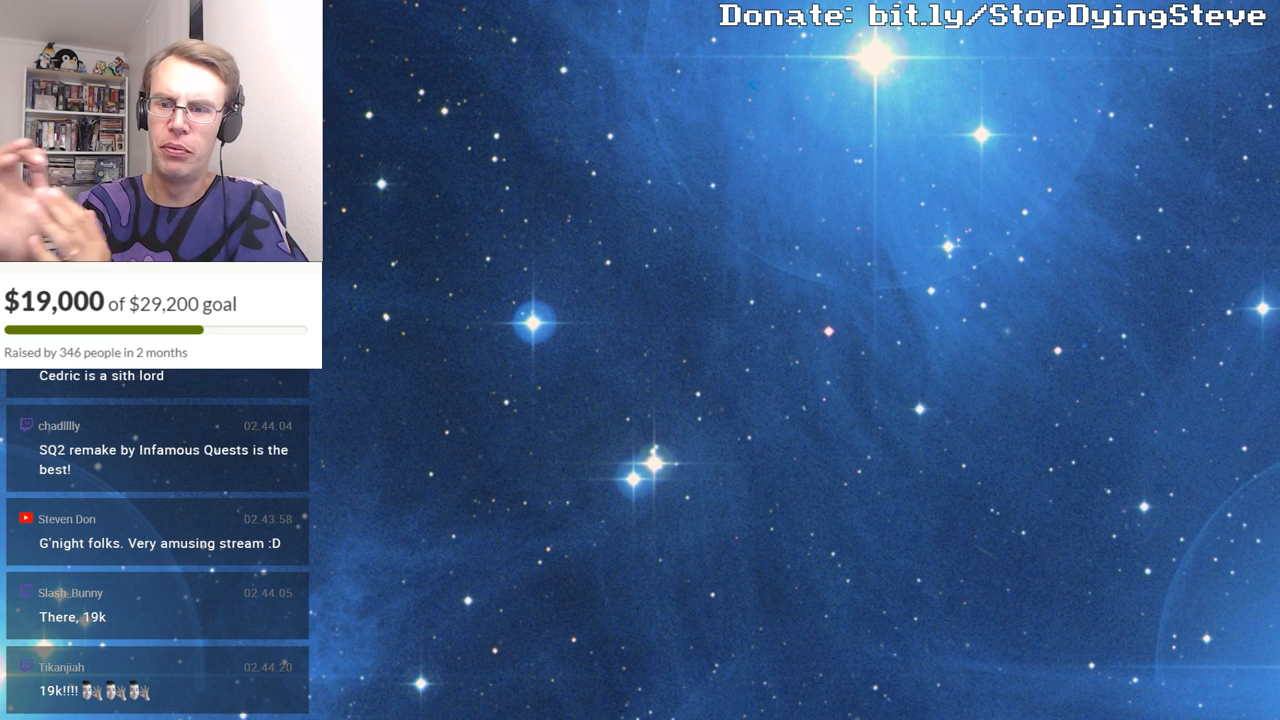 Donate: bit.ly/StopDyingSteve
$19,000 of $29,200 goal
Raised by 346 people in 2 months
Cedric is a sith lord
chadlllly 02.44.04
SQ2 remake by Infamous Quests is the
best!
Steven Don 02.43.58
G'night folks. Very amusing stream :D
Slash_Bunny 02.44.05
There, 19k
Tikanjiah 02.44.20
19k!!!!